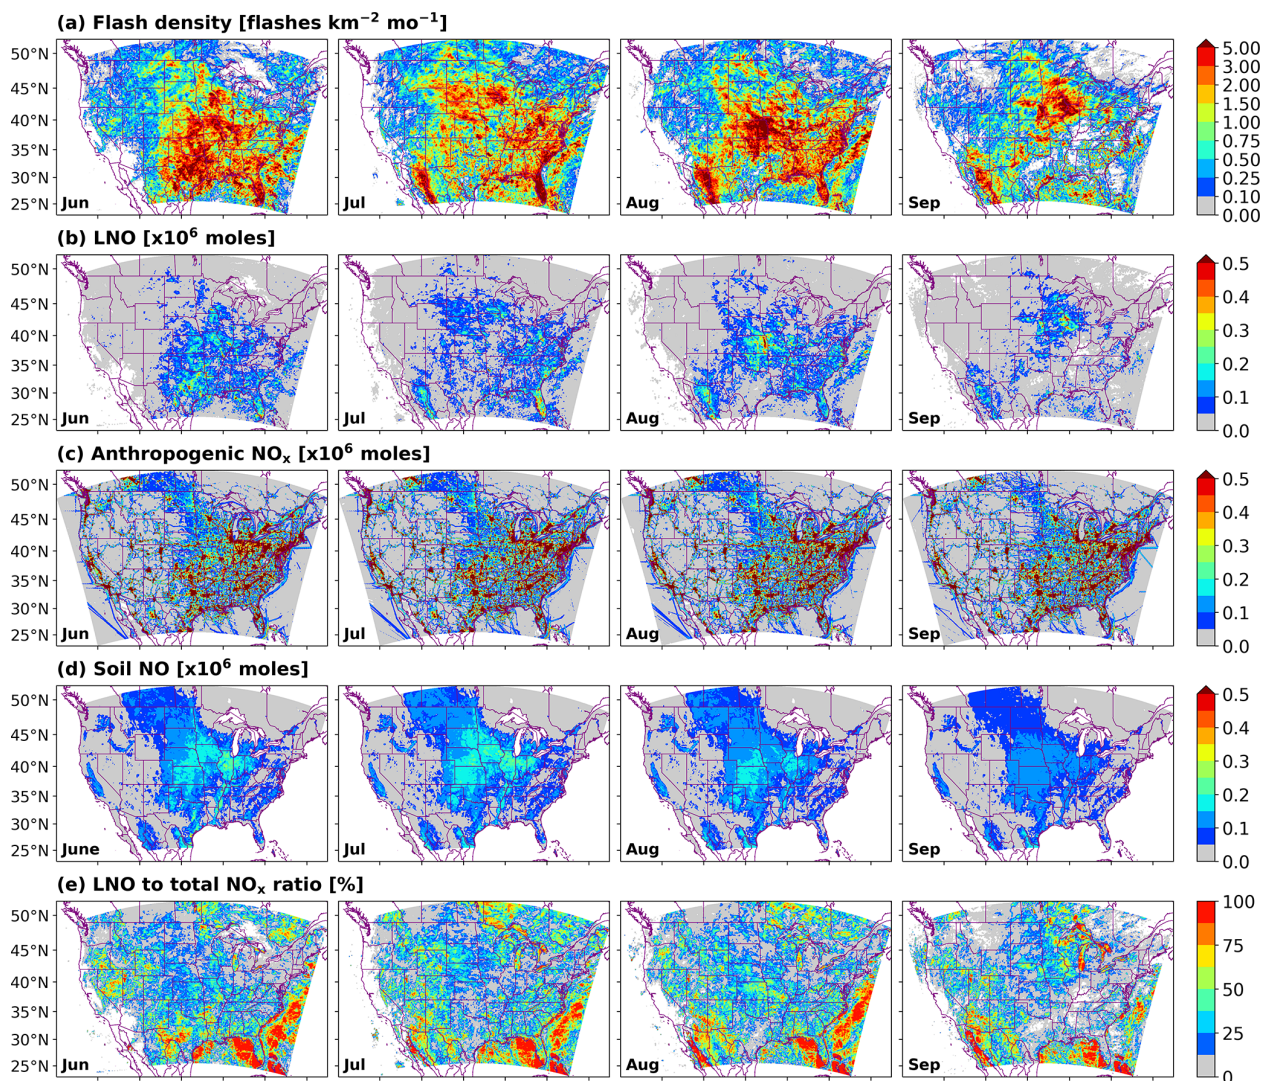 (a) Flash density [flashes km⁻² mo⁻¹]
50°N
45°N
40°N
35°N
30°N
25°N
Jun
Jul
Aug
Sep
5.00
3.00
2.00
1.50
1.00
0.75
0.50
0.25
0.10
0.00
(b) LNO [x10⁶ moles]
50°N
45°N
40°N
35°N
30°N
25°N
Jun
Jul
Aug
Sep
0.5
0.4
0.3
0.2
0.1
0.0
(c) Anthropogenic NOₓ [x10⁶ moles]
50°N
45°N
40°N
35°N
30°N
25°N
Jun
Jul
Aug
Sep
0.5
0.4
0.3
0.2
0.1
0.0
(d) Soil NO [x10⁶ moles]
50°N
45°N
40°N
35°N
30°N
25°N
June
Jul
Aug
Sep
0.5
0.4
0.3
0.2
0.1
0.0
(e) LNO to total NOₓ ratio [%]
50°N
45°N
40°N
35°N
30°N
25°N
Jun
Jul
Aug
Sep
100
75
50
25
0